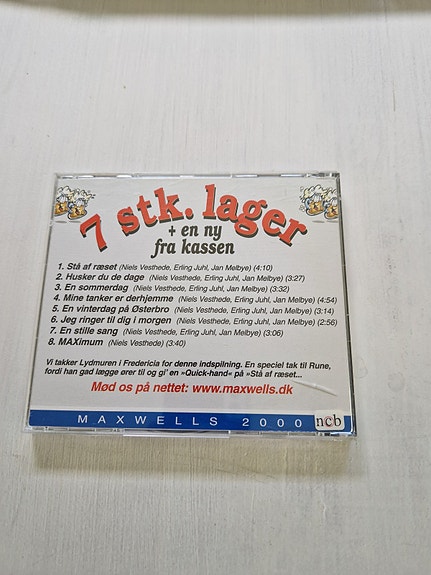 7 stk. lager
+ en ny
fra kassen
1. Stå af ræset (Niels Vesthede, Erling Juhl, Jan Melbye) (4:10)
2. Husker du de dage (Niels Vesthede, Erling Juhl, Jan Melbye) (3:27)
3. En sommerdag (Niels Vesthede, Erling Juhl, Jan Melbye) (3:32)
4. Mine tanker er derhjemme (Niels Vesthede, Erling Juhl, Jan Melbye) (4:54)
5. En vinterdag på Østerbro (Niels Vesthede, Erling Juhl, Jan Melbye) (3:14)
6. Jeg ringer til dig i morgen (Niels Vesthede, Erling Juhl, Jan Melbye) (2:56)
7. En stille sang (Niels Vesthede, Erling Juhl, Jan Melbye) (3:06)
8. MAXimum (Niels Vesthede) (3:40)
Vi takker Lydmuren i Fredericia for denne indspilning. En speciel tak til Rune,
fordi han gad lægge ører til og gi' en »Quick-hand« på »Stå af ræset...
Mød os på nettet: www.maxwells.dk
MAXWELLS 2000 ncb